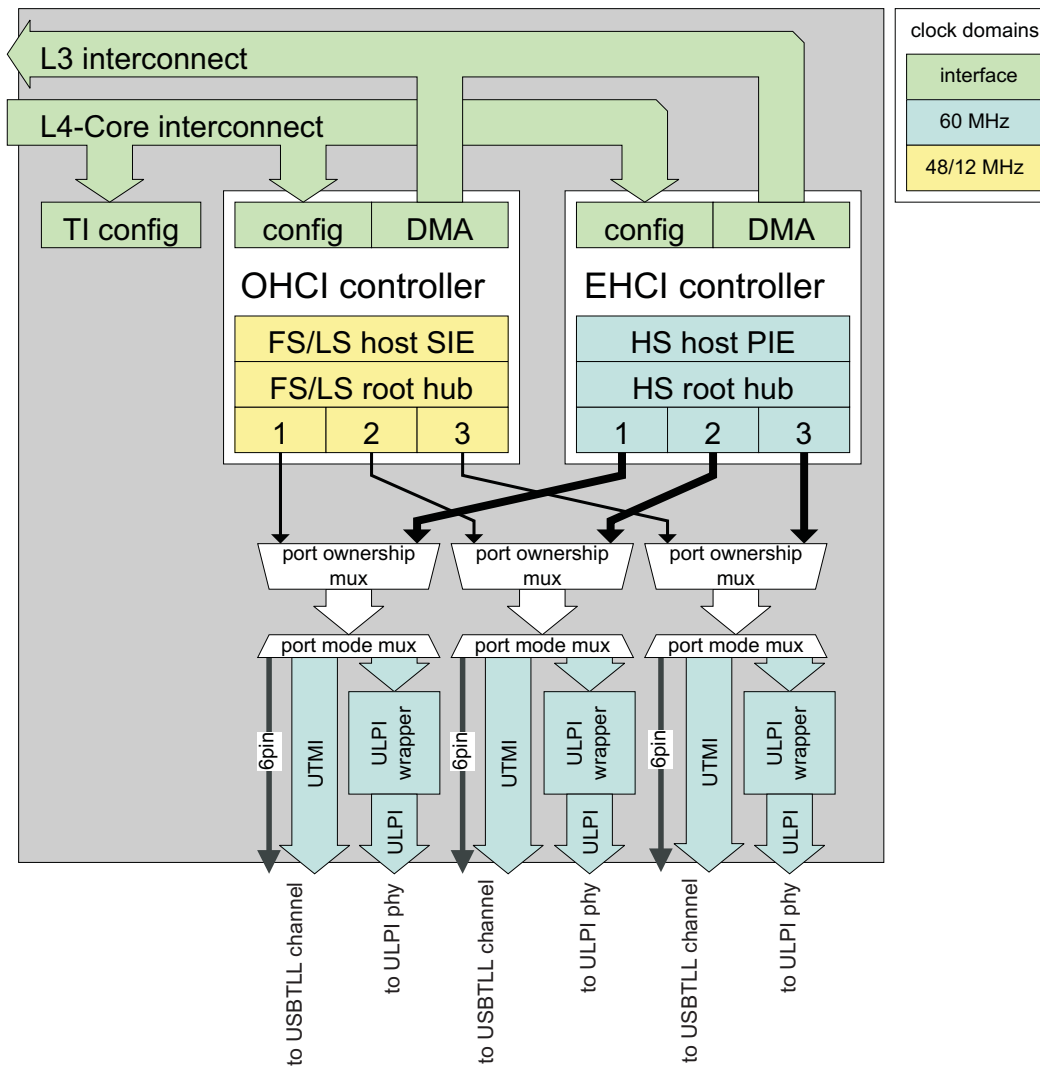 clock domains
interface
60 MHz
48/12 MHz
L3 interconnect
L4-Core interconnect
TI config
config
DMA
OHCI controller
FS/LS host SIE
FS/LS root hub
1
2
3
config
DMA
EHCI controller
HS host PIE
HS root hub
1
2
3
port ownership
mux
port ownership
mux
port ownership
mux
port mode mux
port mode mux
port mode mux
6pin
UTMI
ULPI
wrapper
ULPI
6pin
UTMI
ULPI
wrapper
ULPI
6pin
UTMI
ULPI
wrapper
ULPI
to USBTLL channel
to ULPI phy
to USBTLL channel
to ULPI phy
to USBTLL channel
to ULPI phy